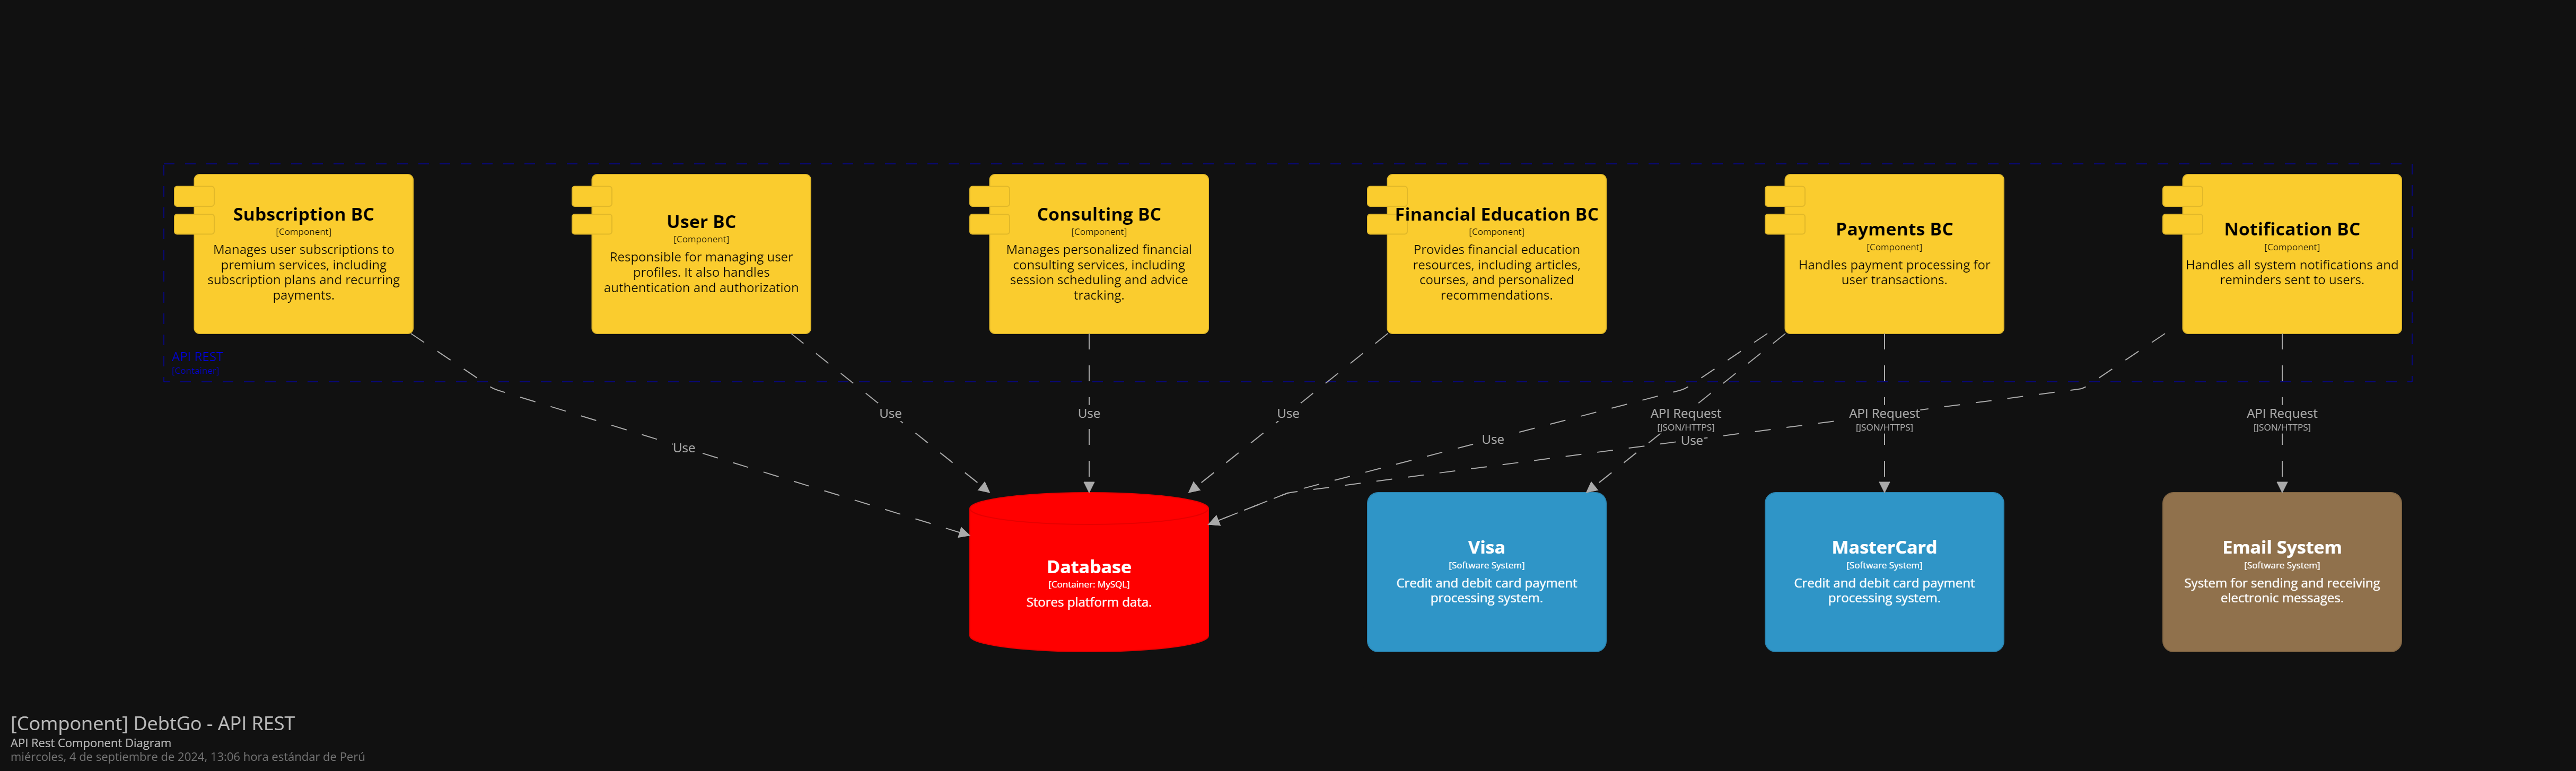 Subscription BC
[Component]
Manages user subscriptions to
premium services, including
subscription plans and recurring
payments.
User BC
[Component]
Responsible for managing user
profiles. It also handles
authentication and authorization
Consulting BC
[Component]
Manages personalized financial
consulting services, including
session scheduling and advice
tracking.
Financial Education BC
[Component]
Provides financial education
resources, including articles,
courses, and personalized
recommendations.
Payments BC
[Component]
Handles payment processing for
user transactions.
Notification BC
[Component]
Handles all system notifications and
reminders sent to users.
API REST
[Container]
Use
Use
Use
Use
Use
API Request
[JSON/HTTPS]
Use
API Request
[JSON/HTTPS]
API Request
[JSON/HTTPS]
Database
[Container: MySQL]
Stores platform data.
Visa
[Software System]
Credit and debit card payment
processing system.
MasterCard
[Software System]
Credit and debit card payment
processing system.
Email System
[Software System]
System for sending and receiving
electronic messages.
[Component] DebtGo - API REST
API Rest Component Diagram
miércoles, 4 de septiembre de 2024, 13:06 hora estándar de Perú